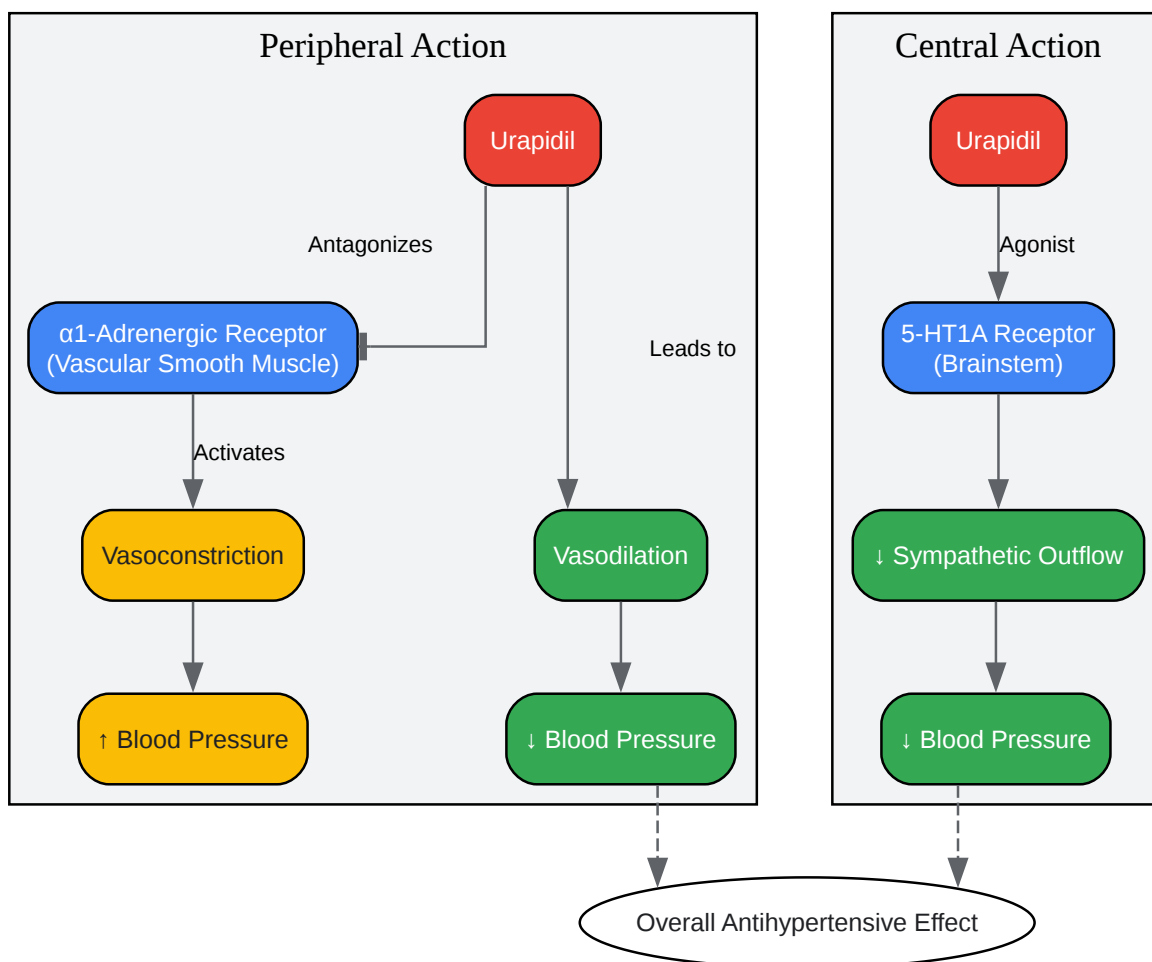 Peripheral Action
Urapidil
Antagonizes
α1-Adrenergic Receptor
(Vascular Smooth Muscle)
Leads to
Activates
Vasoconstriction
Vasodilation
↑ Blood Pressure
↓ Blood Pressure
Central Action
Urapidil
Agonist
5-HT1A Receptor
(Brainstem)
↓ Sympathetic Outflow
↓ Blood Pressure
Overall Antihypertensive Effect